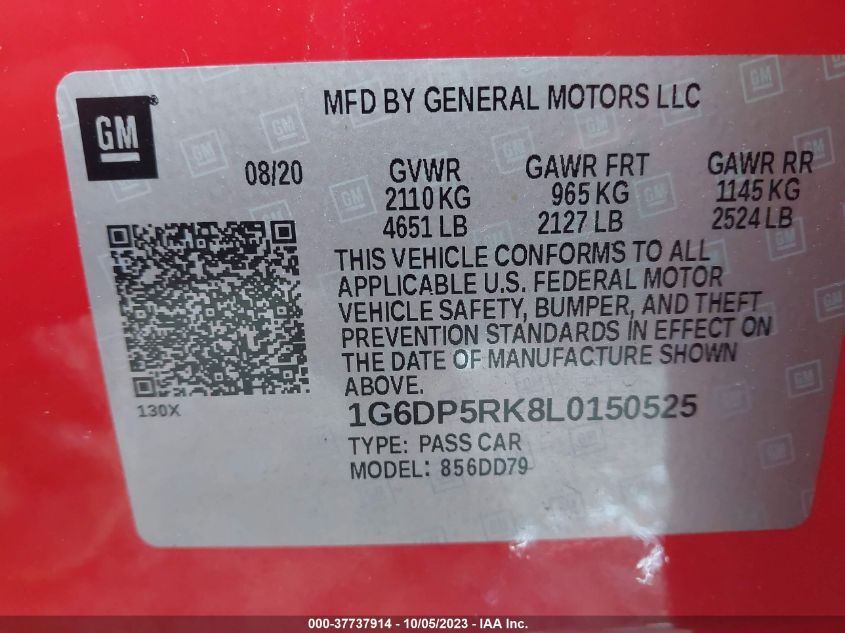 MFD BY GENERAL MOTORS LLC
GM
08/20
GVWR GAWR FRT GAWR RR
2110 KG 965 KG 1145 KG
4651 LB 2127 LB 2524 LB
THIS VEHICLE CONFORMS TO ALL
APPLICABLE U.S. FEDERAL MOTOR
VEHICLE SAFETY, BUMPER, AND THEFT
PREVENTION STANDARDS IN EFFECT ON
THE DATE OF MANUFACTURE SHOWN
ABOVE.
130X
1G6DP5RK8L0150525
TYPE: PASS CAR
MODEL: 856DD79
000-37737914 - 10/05/2023 - IAA Inc.